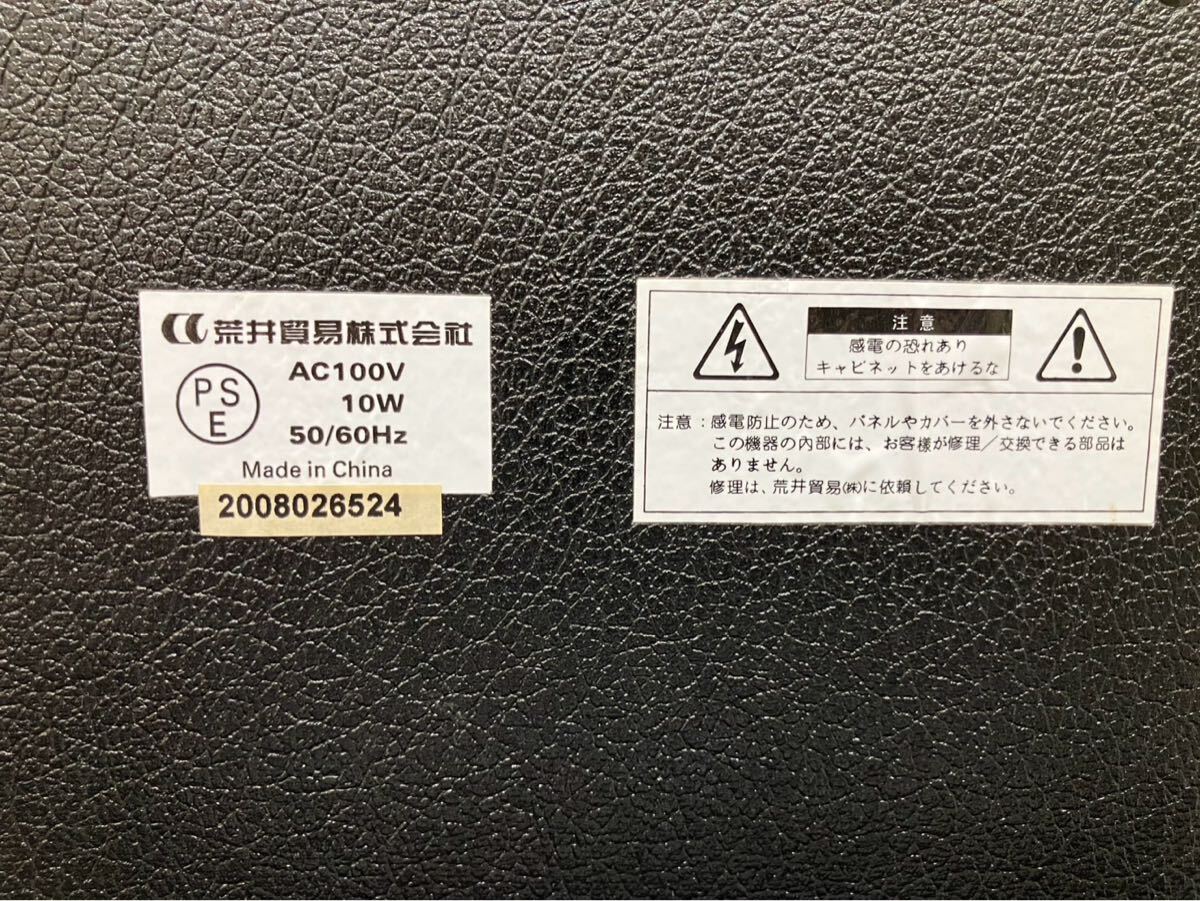 荒井貿易株式会社
PS
E
AC100V
10W
50/60Hz
Made in China
2008026524
注意
感電の恐れあり
キャビネットをあけるな
注意：感電防止のため、パネルやカバーを外さないでください。
この機器の内部には、お客様が修理／交換できる部品は
ありません。
修理は、荒井貿易㈱に依頼してください。